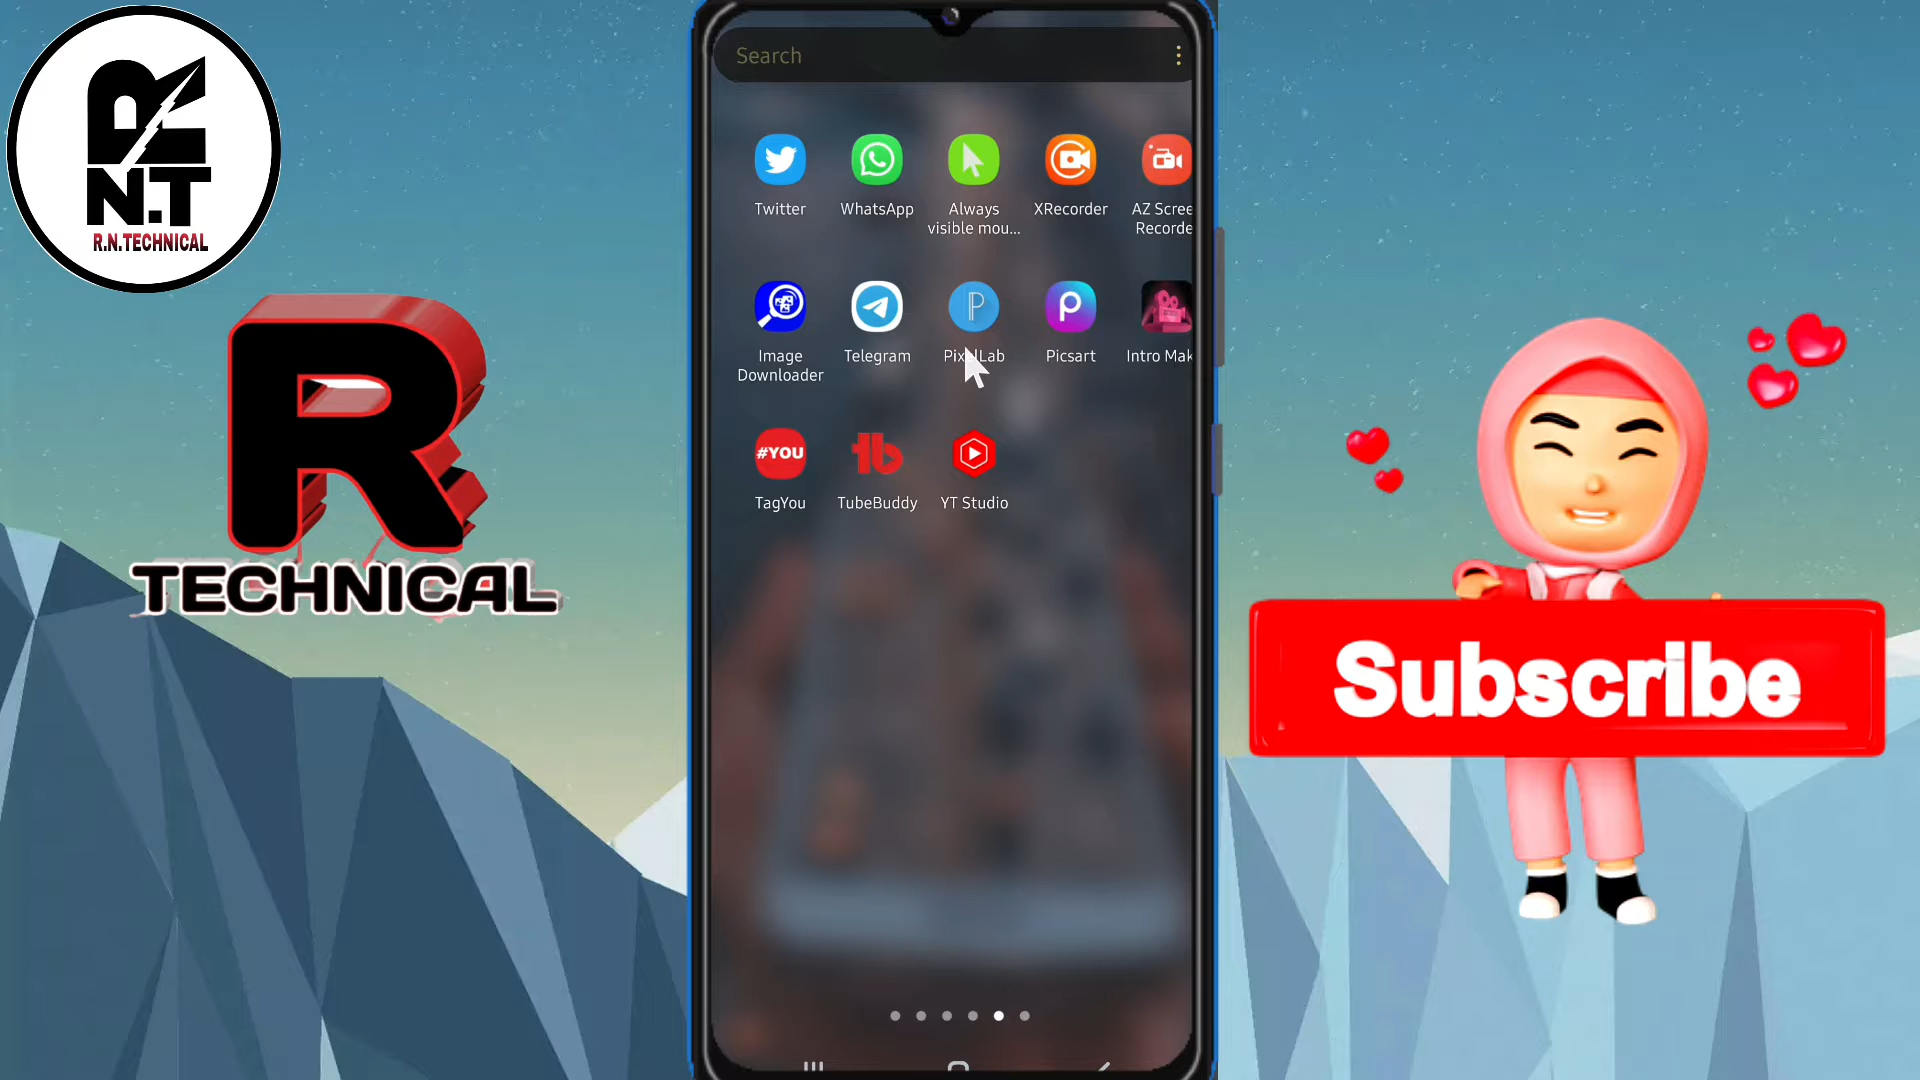 R
N.T
R.N.TECHNICAL
R
TECHNICAL
Search
Twitter
WhatsApp
Always
visible mou...
XRecorder
AZ Scree
Recorde
Image
Downloader
Telegram
PixelLab
Picsart
Intro Mak
#YOU
TagYou
tb
TubeBuddy
YT Studio
Subscribe